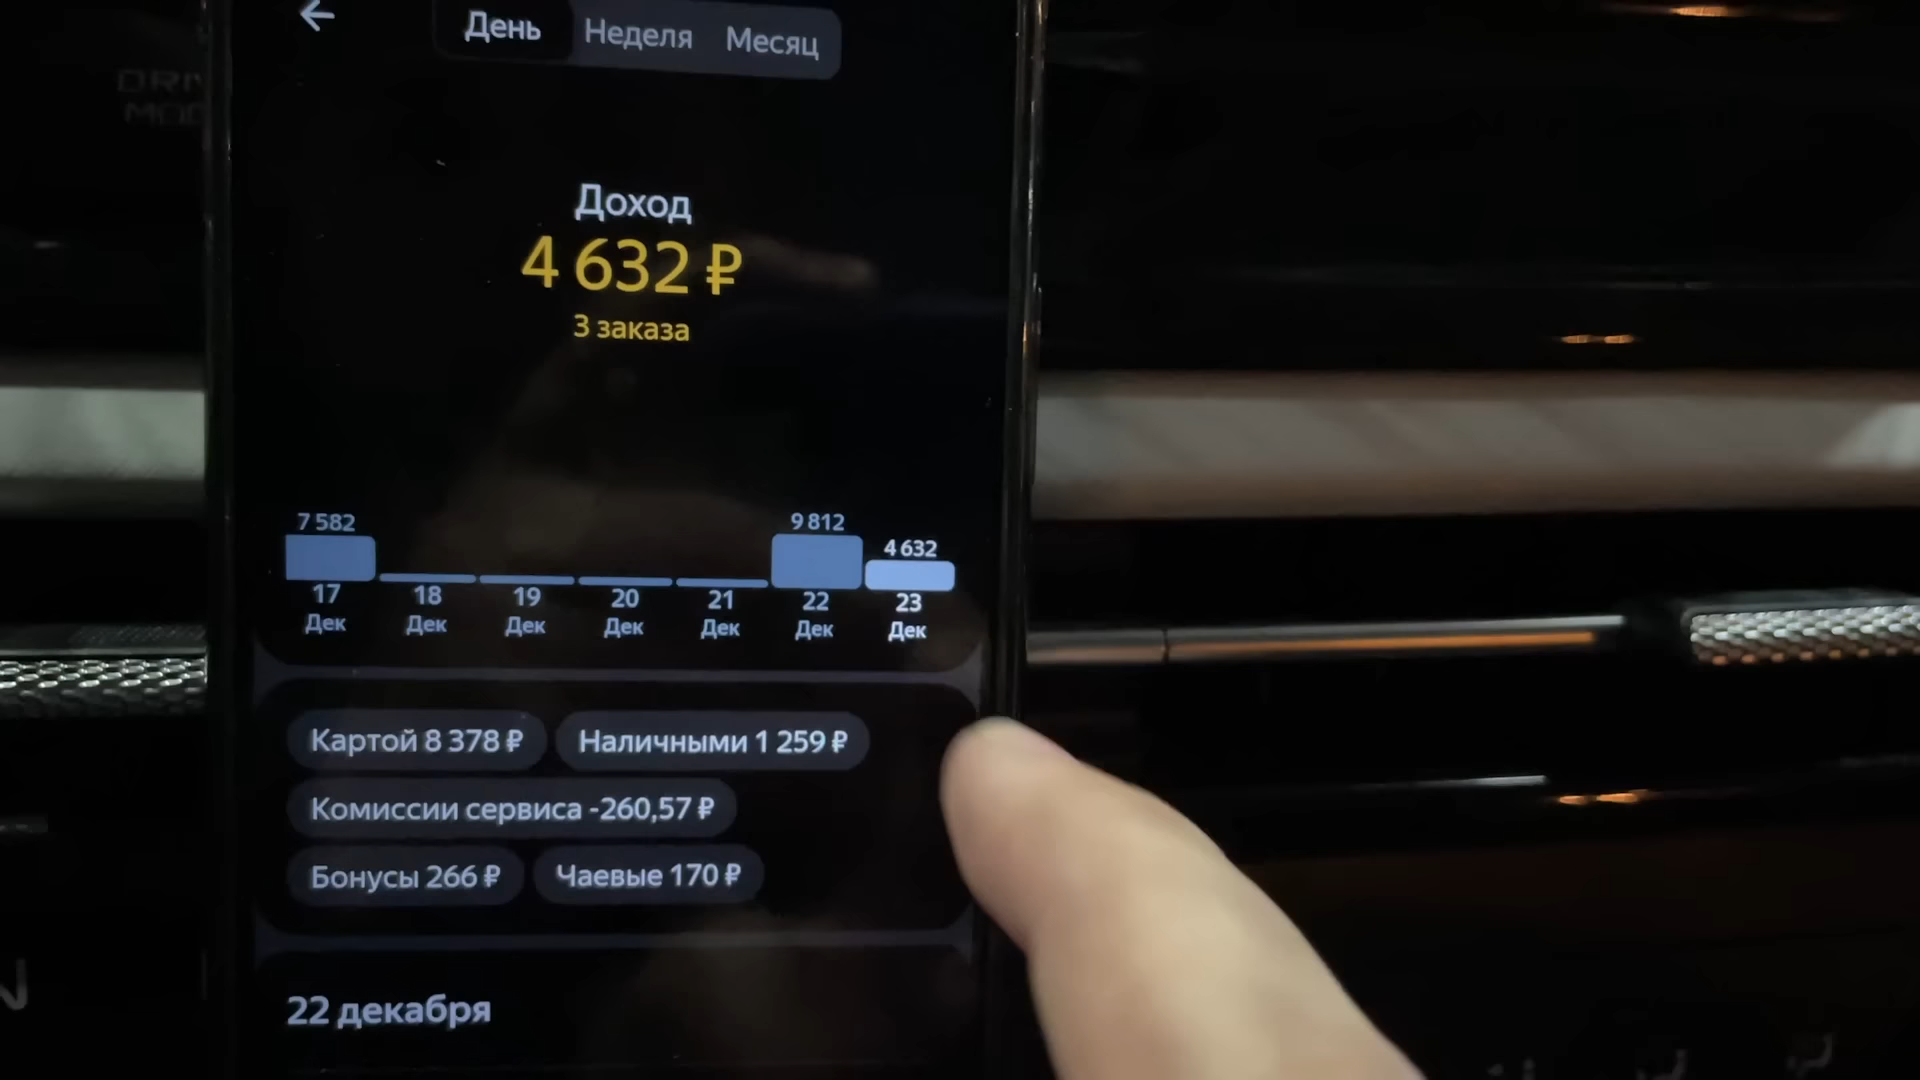 День Неделя Месяц
Доход
4 632 ₽
3 заказа
7 582
9 812
4 632
17 18 19 20 21 22 23
Дек Дек Дек Дек Дек Дек Дек
Картой 8 378 ₽ Наличными 1 259 ₽
Комиссии сервиса -260,57 ₽
Бонусы 266 ₽ Чаевые 170 ₽
22 декабря